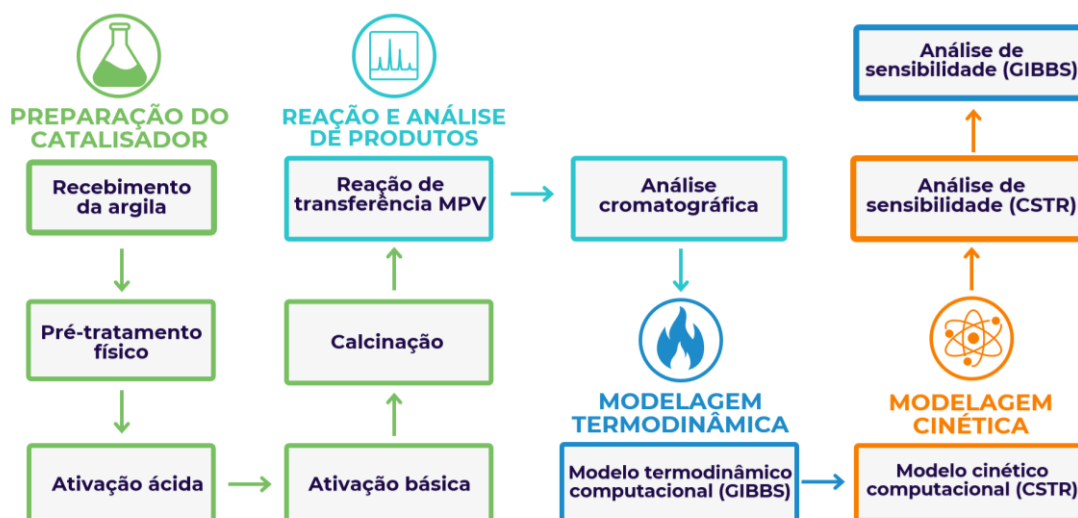 PREPARAÇÃO DO
CATALISADOR
Recebimento
da argila
Pré-tratamento
físico
Ativação ácida
Ativação básica
Calcinação
REAÇÃO E ANÁLISE
DE PRODUTOS
Reação de
transferência MPV
Análise
cromatográfica
MODELAGEM
TERMODINÂMICA
Modelo termodinâmico
computacional (GIBBS)
MODELAGEM
CINÉTICA
Modelo cinético
computacional (CSTR)
Análise de
sensibilidade (CSTR)
Análise de
sensibilidade (GIBBS)